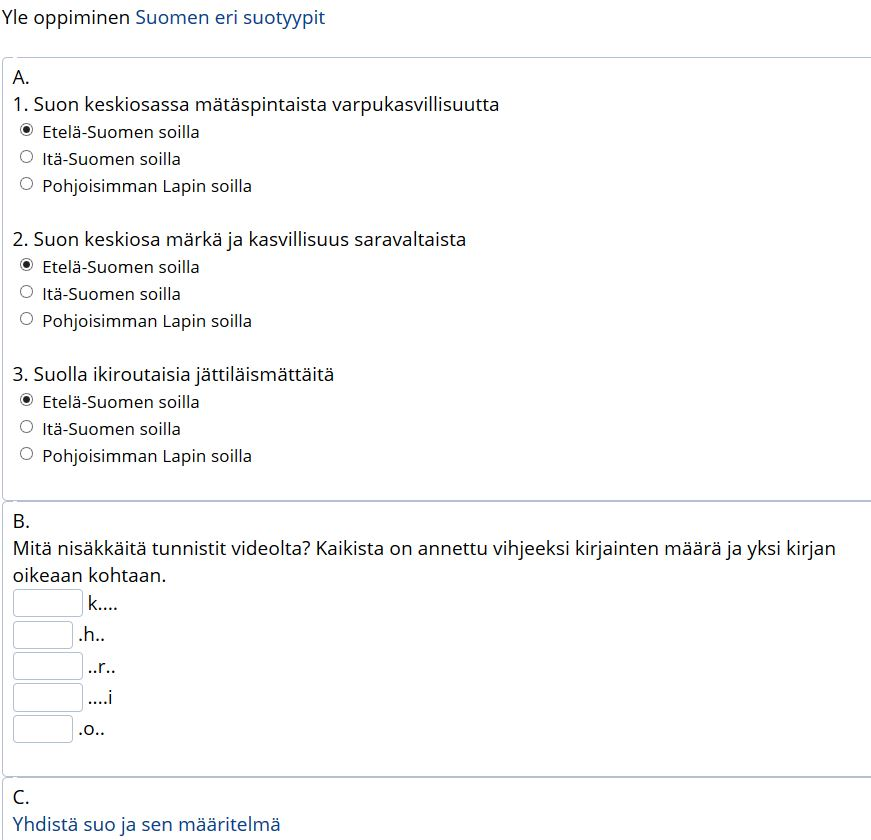 Yle oppiminen Suomen eri suotyypit
A.
1. Suon keskiosassa mätäspintaista varpukasvillisuutta
Etelä-Suomen soilla
Itä-Suomen soilla
Pohjoisimman Lapin soilla
2. Suon keskiosa märkä ja kasvillisuus saravaltaista
Etelä-Suomen soilla
Itä-Suomen soilla
Pohjoisimman Lapin soilla
3. Suolla ikiroutaisia jättiläismättäitä
Etelä-Suomen soilla
Itä-Suomen soilla
Pohjoisimman Lapin soilla
B.
Mitä nisäkkäitä tunnistit videolta? Kaikista on annettu vihjeeksi kirjainten määrä ja yksi kirjan
oikeaan kohtaan.
k....
.h..
..r..
....i
.o..
C.
Yhdistä suo ja sen määritelmä